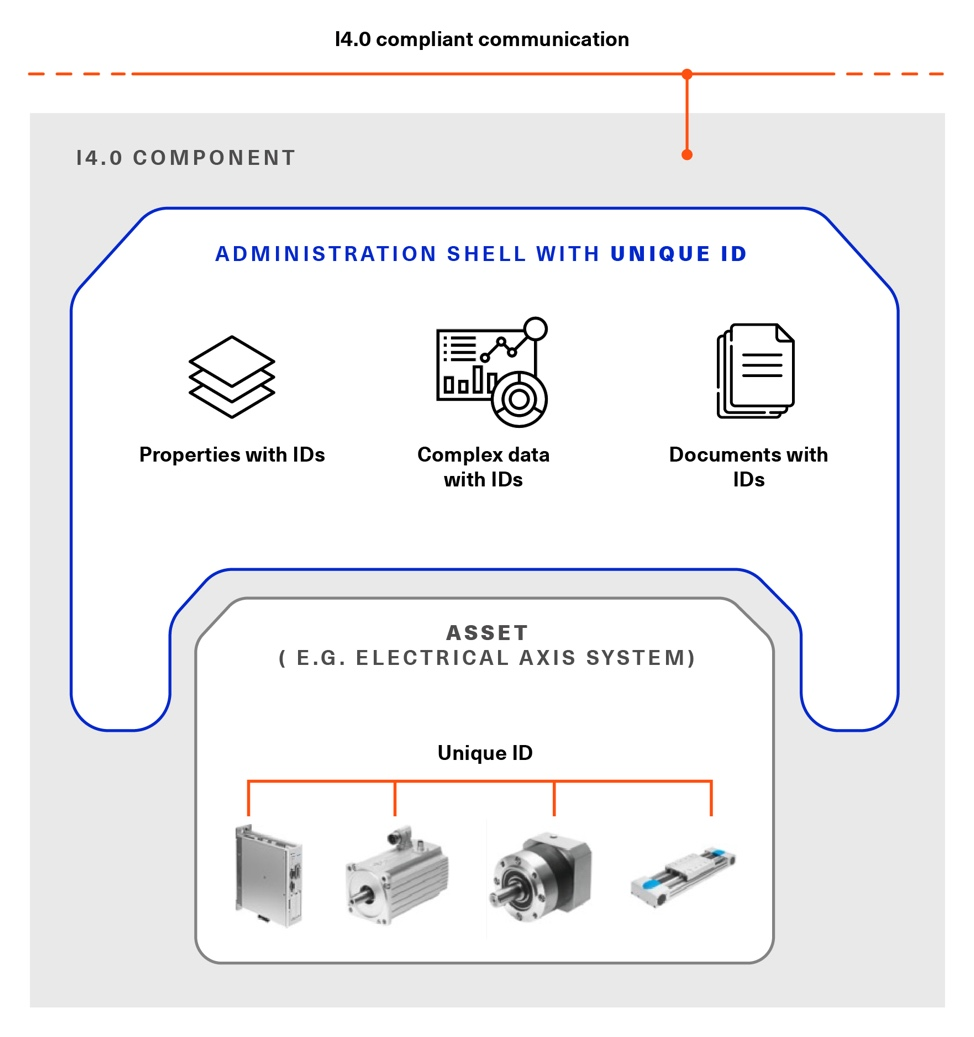 I4.0 compliant communication
I4.0 COMPONENT
ADMINISTRATION SHELL WITH UNIQUE ID
Properties with IDs
Complex data
with IDs
Documents with
IDs
ASSET
( E.G. ELECTRICAL AXIS SYSTEM)
Unique ID